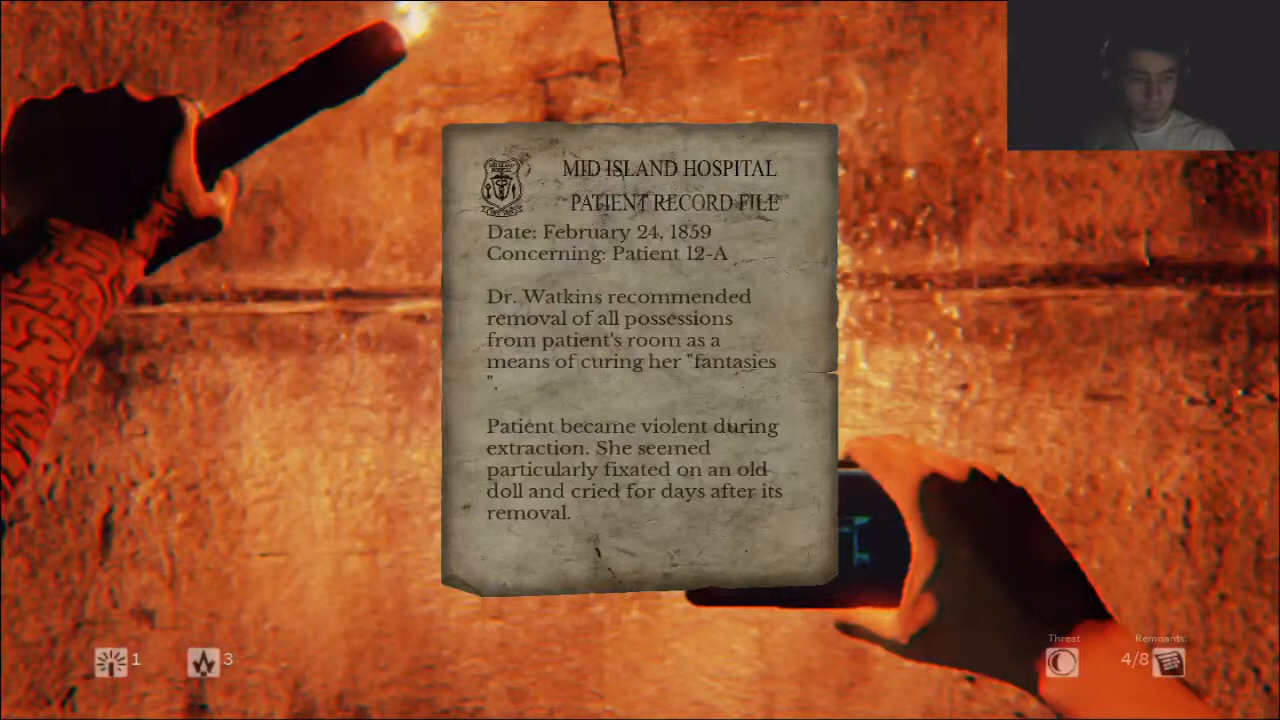 MID ISLAND HOSPITAL
PATIENT RECORD FILE
Date: February 24, 1859
Concerning: Patient 12-A
Dr. Watkins recommended
removal of all possessions
from patient's room as a
means of curing her "fantasies
".
Patient became violent during
extraction. She seemed
particularly fixated on an old
doll and cried for days after its
removal.
1
3
Threat
Remnants:
4/8